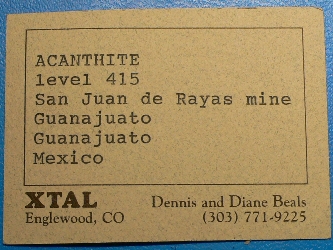 ACANTHITE
level 415
San Juan de Rayas mine
Guanajuato
Guanajuato
Mexico
XTAL
Englewood, CO
Dennis and Diane Beals
(303) 771-9225